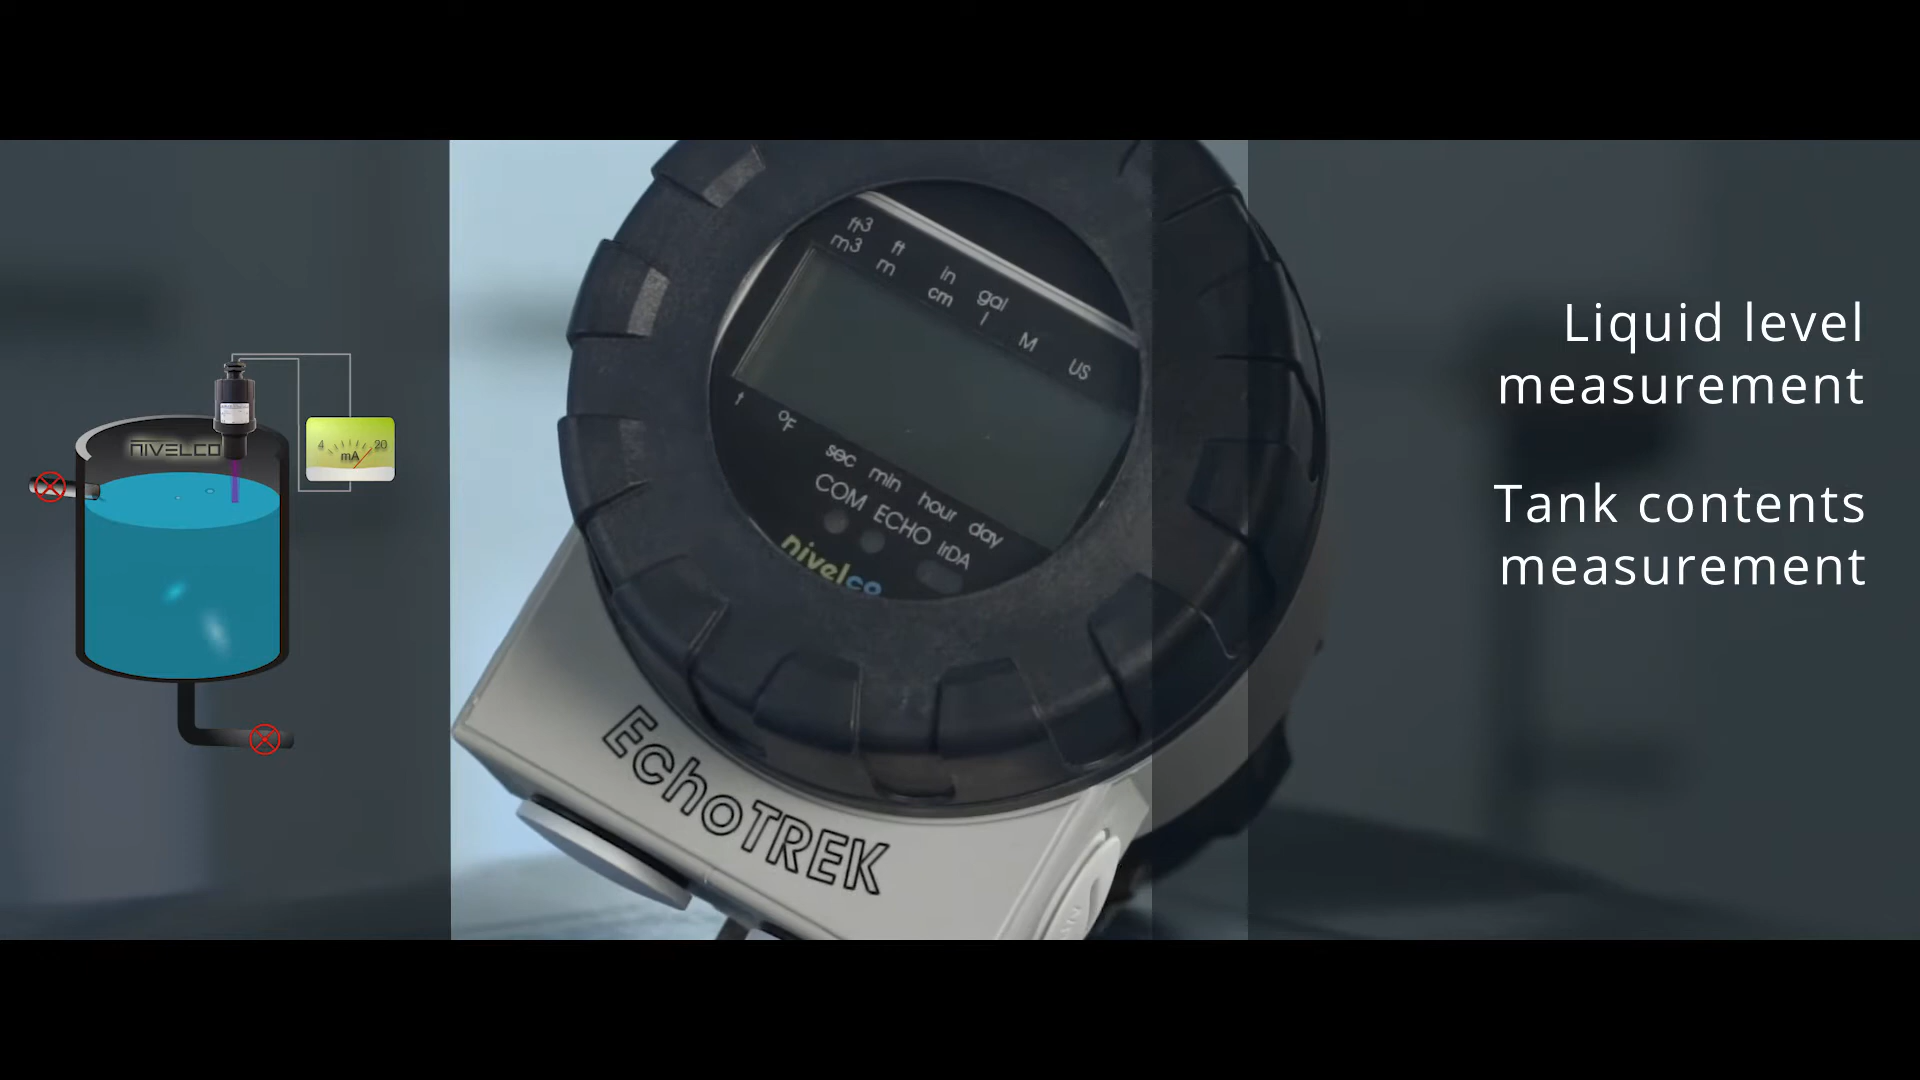 NIVELCO
4 20
mA
ft3 ft in gal
m3 m cm l M US
°F sec min hour day
COM ECHO IrDA
nivelco
EchoTREK
Liquid level
measurement
Tank contents
measurement